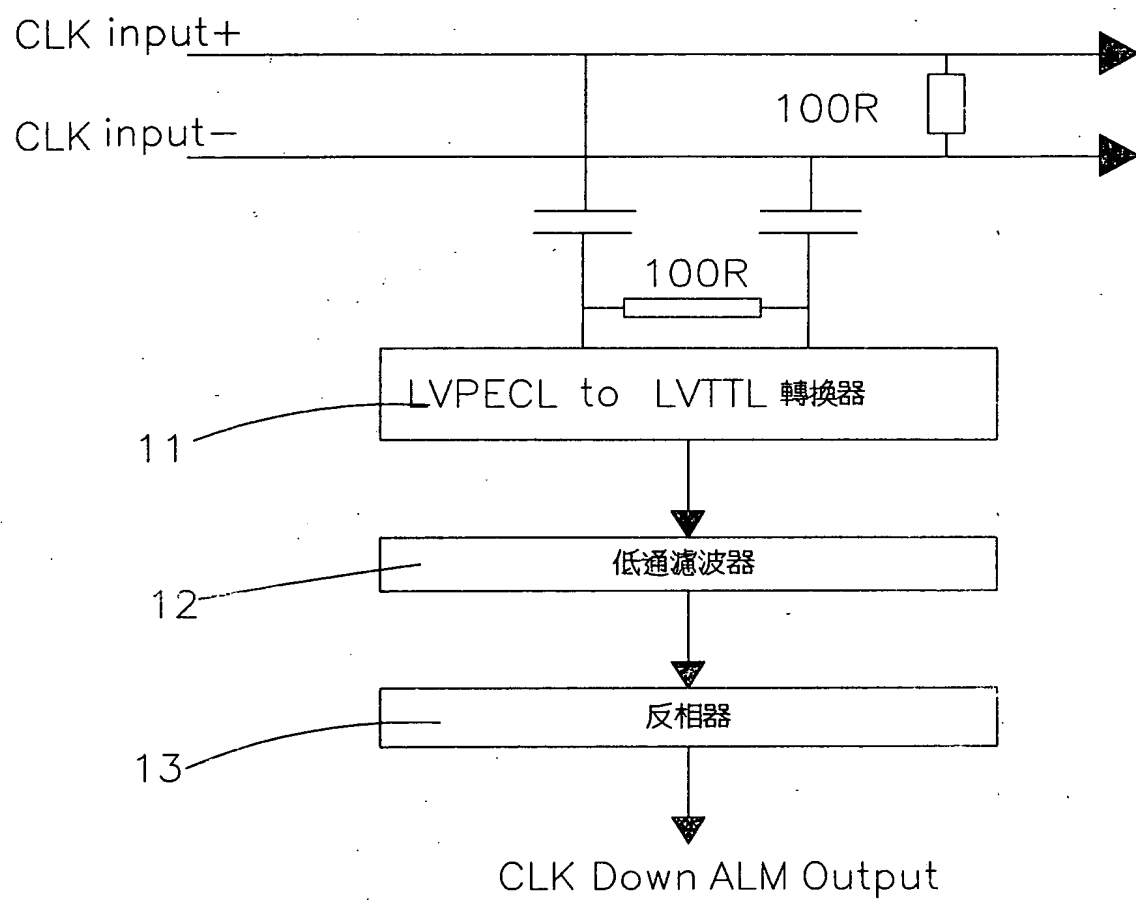 CLK input+
100R
CLK input-
100R
LVPECL to LVTTL 轉換器
11
低通濾波器
12
反相器
13
CLK Down ALM Output